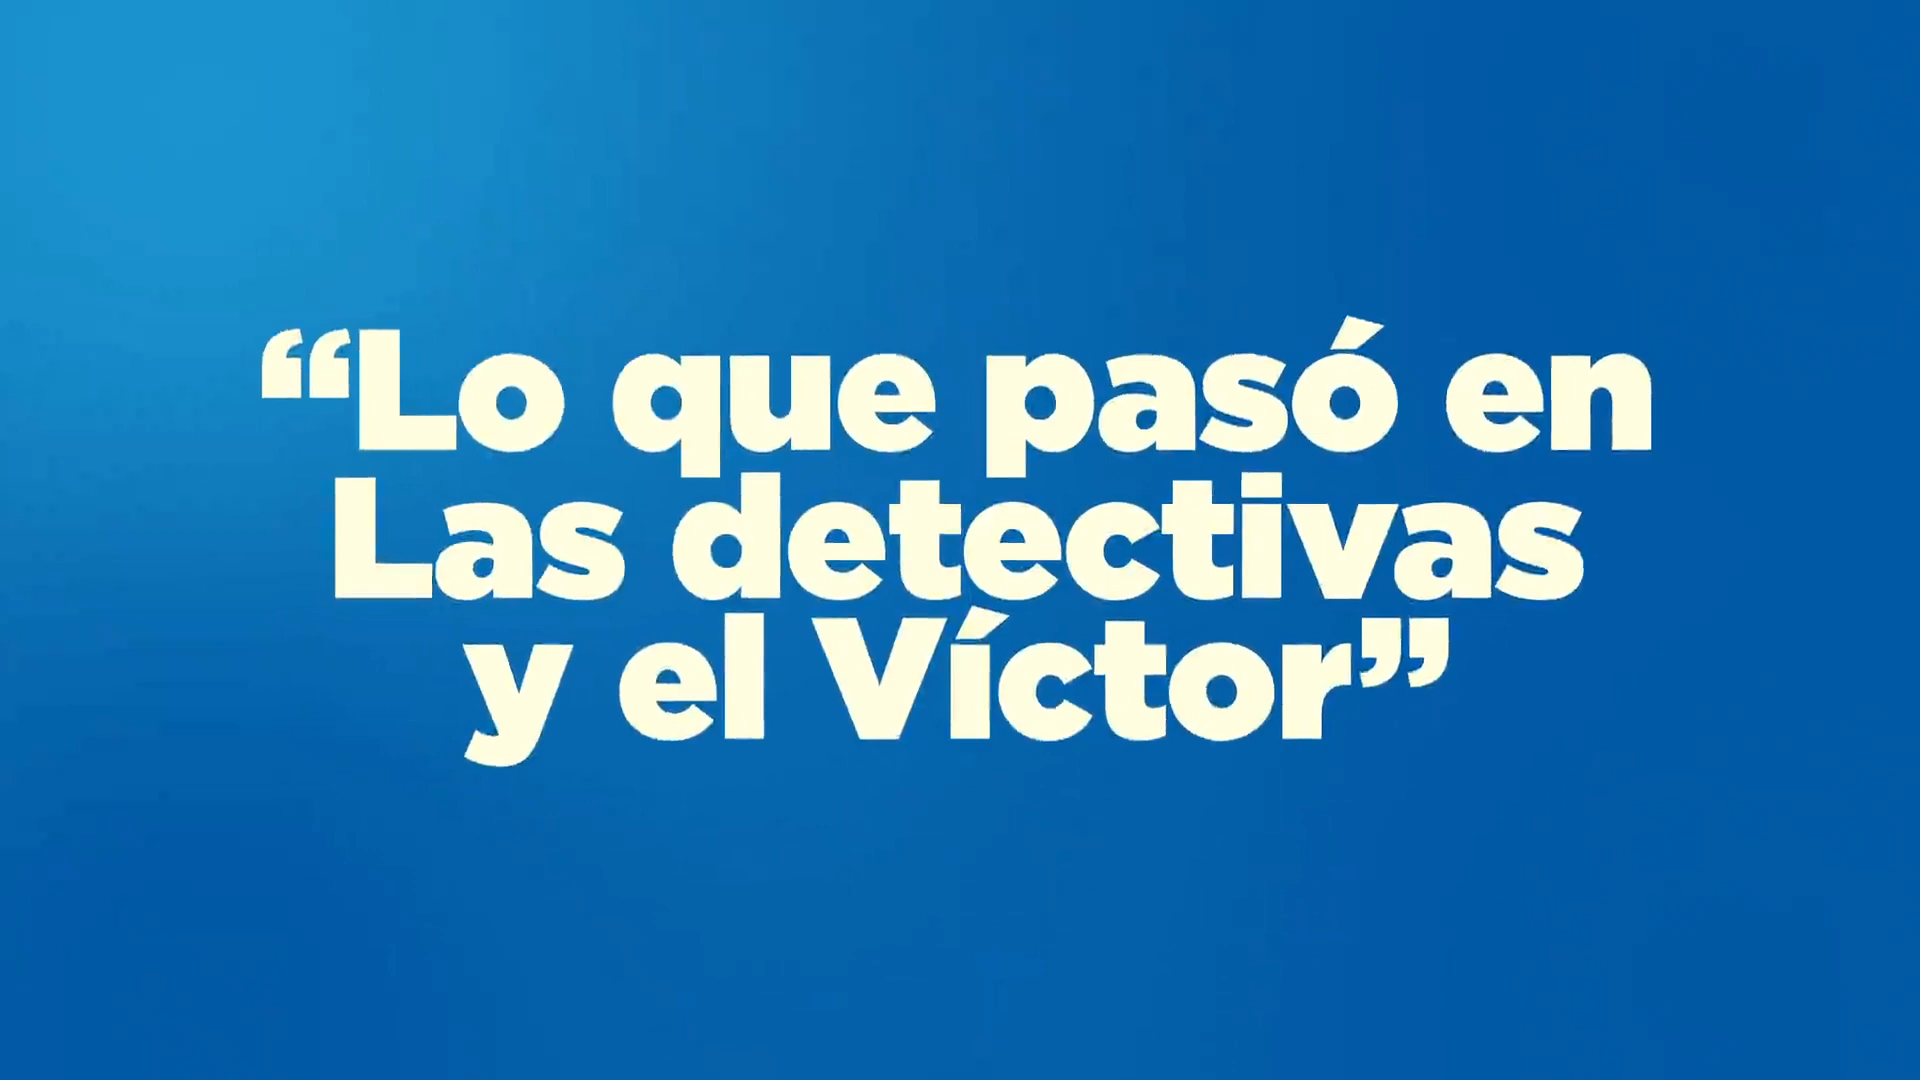 “Lo que pasó en
Las detectivas
y el Víctor”